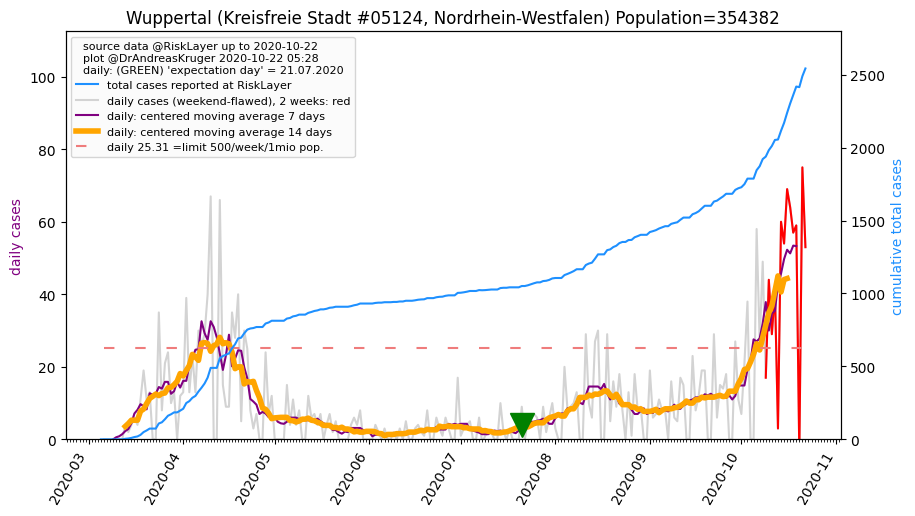 Wuppertal (Kreisfreie Stadt #05124, Nordrhein-Westfalen) Population=354382
source data @RiskLayer up to 2020-10-22
plot @DrAndreasKruger 2020-10-22 05:28
daily: (GREEN) 'expectation day' = 21.07.2020
total cases reported at RiskLayer
daily cases (weekend-flawed), 2 weeks: red
daily: centered moving average 7 days
daily: centered moving average 14 days
daily 25.31 =limit 500/week/1mio pop.
daily cases
100
80
60
40
20
0
cumulative total cases
2500
2000
1500
1000
500
0
2020-03
2020-04
2020-05
2020-06
2020-07
2020-08
2020-09
2020-10
2020-11